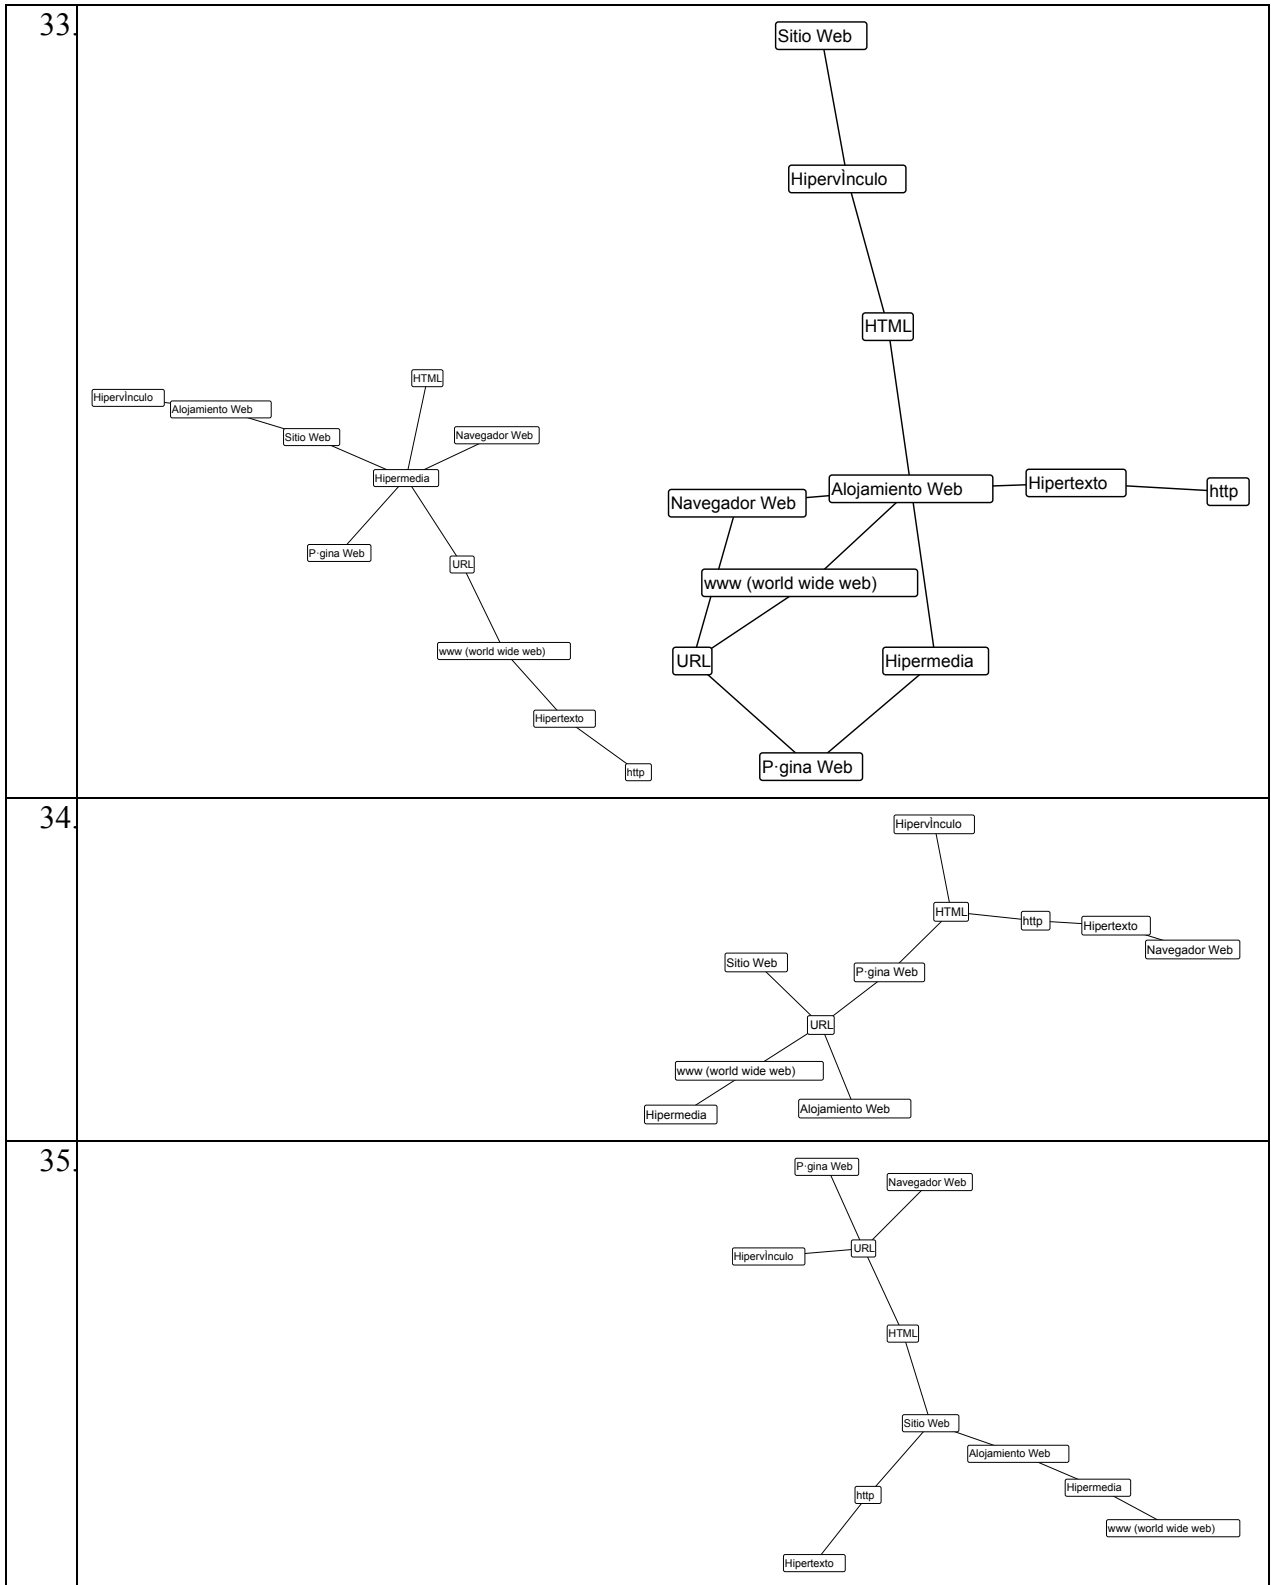 33.
Sitio Web
HipervÌnculo
HTML
HTML
HipervÌnculo
Alojamiento Web
Sitio Web
Navegador Web
Hipermedia
Alojamiento Web
Hipertexto
http
Navegador Web
P·gina Web
URL
www (world wide web)
www (world wide web)
URL
Hipermedia
Hipertexto
P·gina Web
http
34.
HipervÌnculo
HTML
http
Hipertexto
Navegador Web
Sitio Web
P·gina Web
URL
www (world wide web)
Hipermedia
Alojamiento Web
35.
P·gina Web
Navegador Web
HipervÌnculo
URL
HTML
Sitio Web
Alojamiento Web
Hipermedia
http
www (world wide web)
Hipertexto